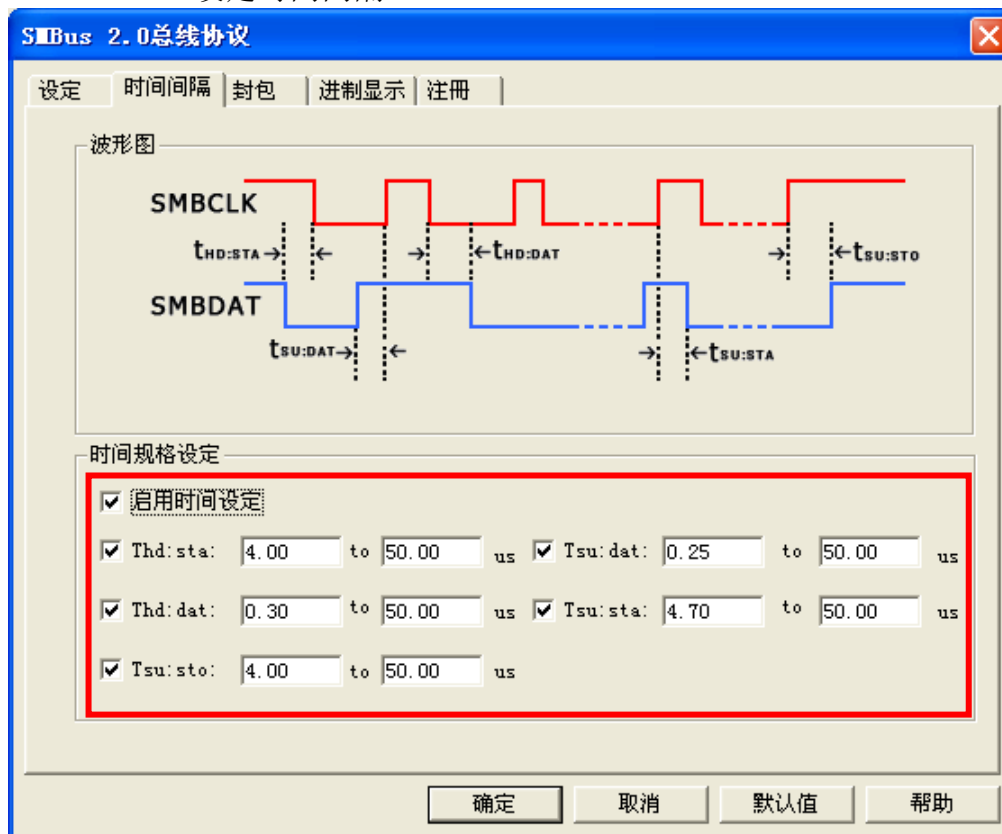 SMBus 2.0总线协议
设定 时间间隔 封包 进制显示 注册
波形图
SMBCLK
tHD:STA tHD:DAT tSU:STO
SMBDAT
tSU:DAT tSU:STA
时间规格设定
启用时间设定
Thd:sta: 4.00 to 50.00 us Tsu:dat: 0.25 to 50.00 us
Thd:dat: 0.30 to 50.00 us Tsu:sta: 4.70 to 50.00 us
Tsu:sto: 4.00 to 50.00 us
确定 取消 默认值 帮助